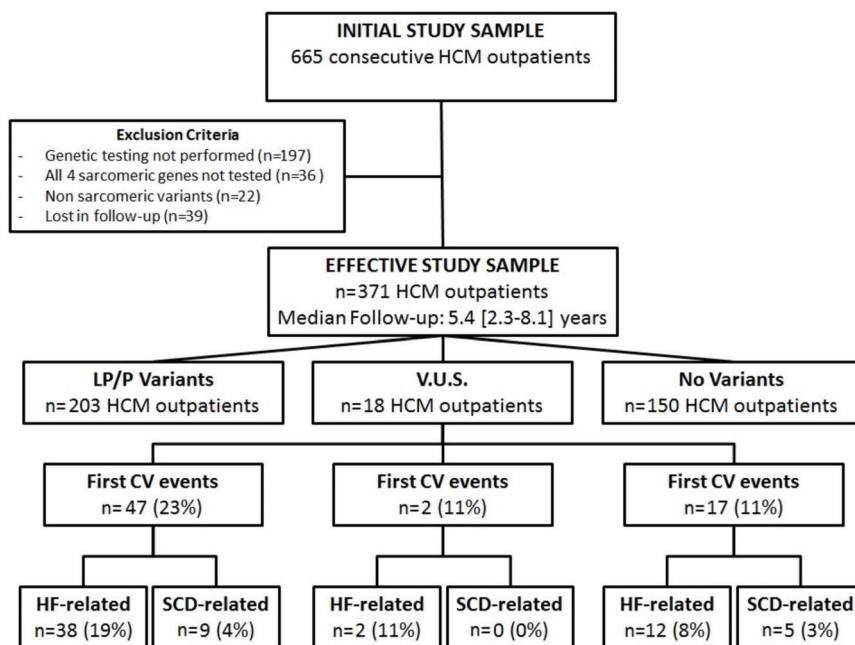 INITIAL STUDY SAMPLE
665 consecutive HCM outpatients
Exclusion Criteria
- Genetic testing not performed (n=197)
- All 4 sarcomeric genes not tested (n=36 )
- Non sarcomeric variants (n=22)
- Lost in follow-up (n=39)
EFFECTIVE STUDY SAMPLE
n=371 HCM outpatients
Median Follow-up: 5.4 [2.3-8.1] years
LP/P Variants
n=203 HCM outpatients
V.U.S.
n=18 HCM outpatients
No Variants
n=150 HCM outpatients
First CV events
n= 47 (23%)
First CV events
n=2 (11%)
First CV events
n=17 (11%)
HF-related
n=38 (19%)
SCD-related
n=9 (4%)
HF-related
n=2 (11%)
SCD-related
n=0 (0%)
HF-related
n=12 (8%)
SCD-related
n=5 (3%)